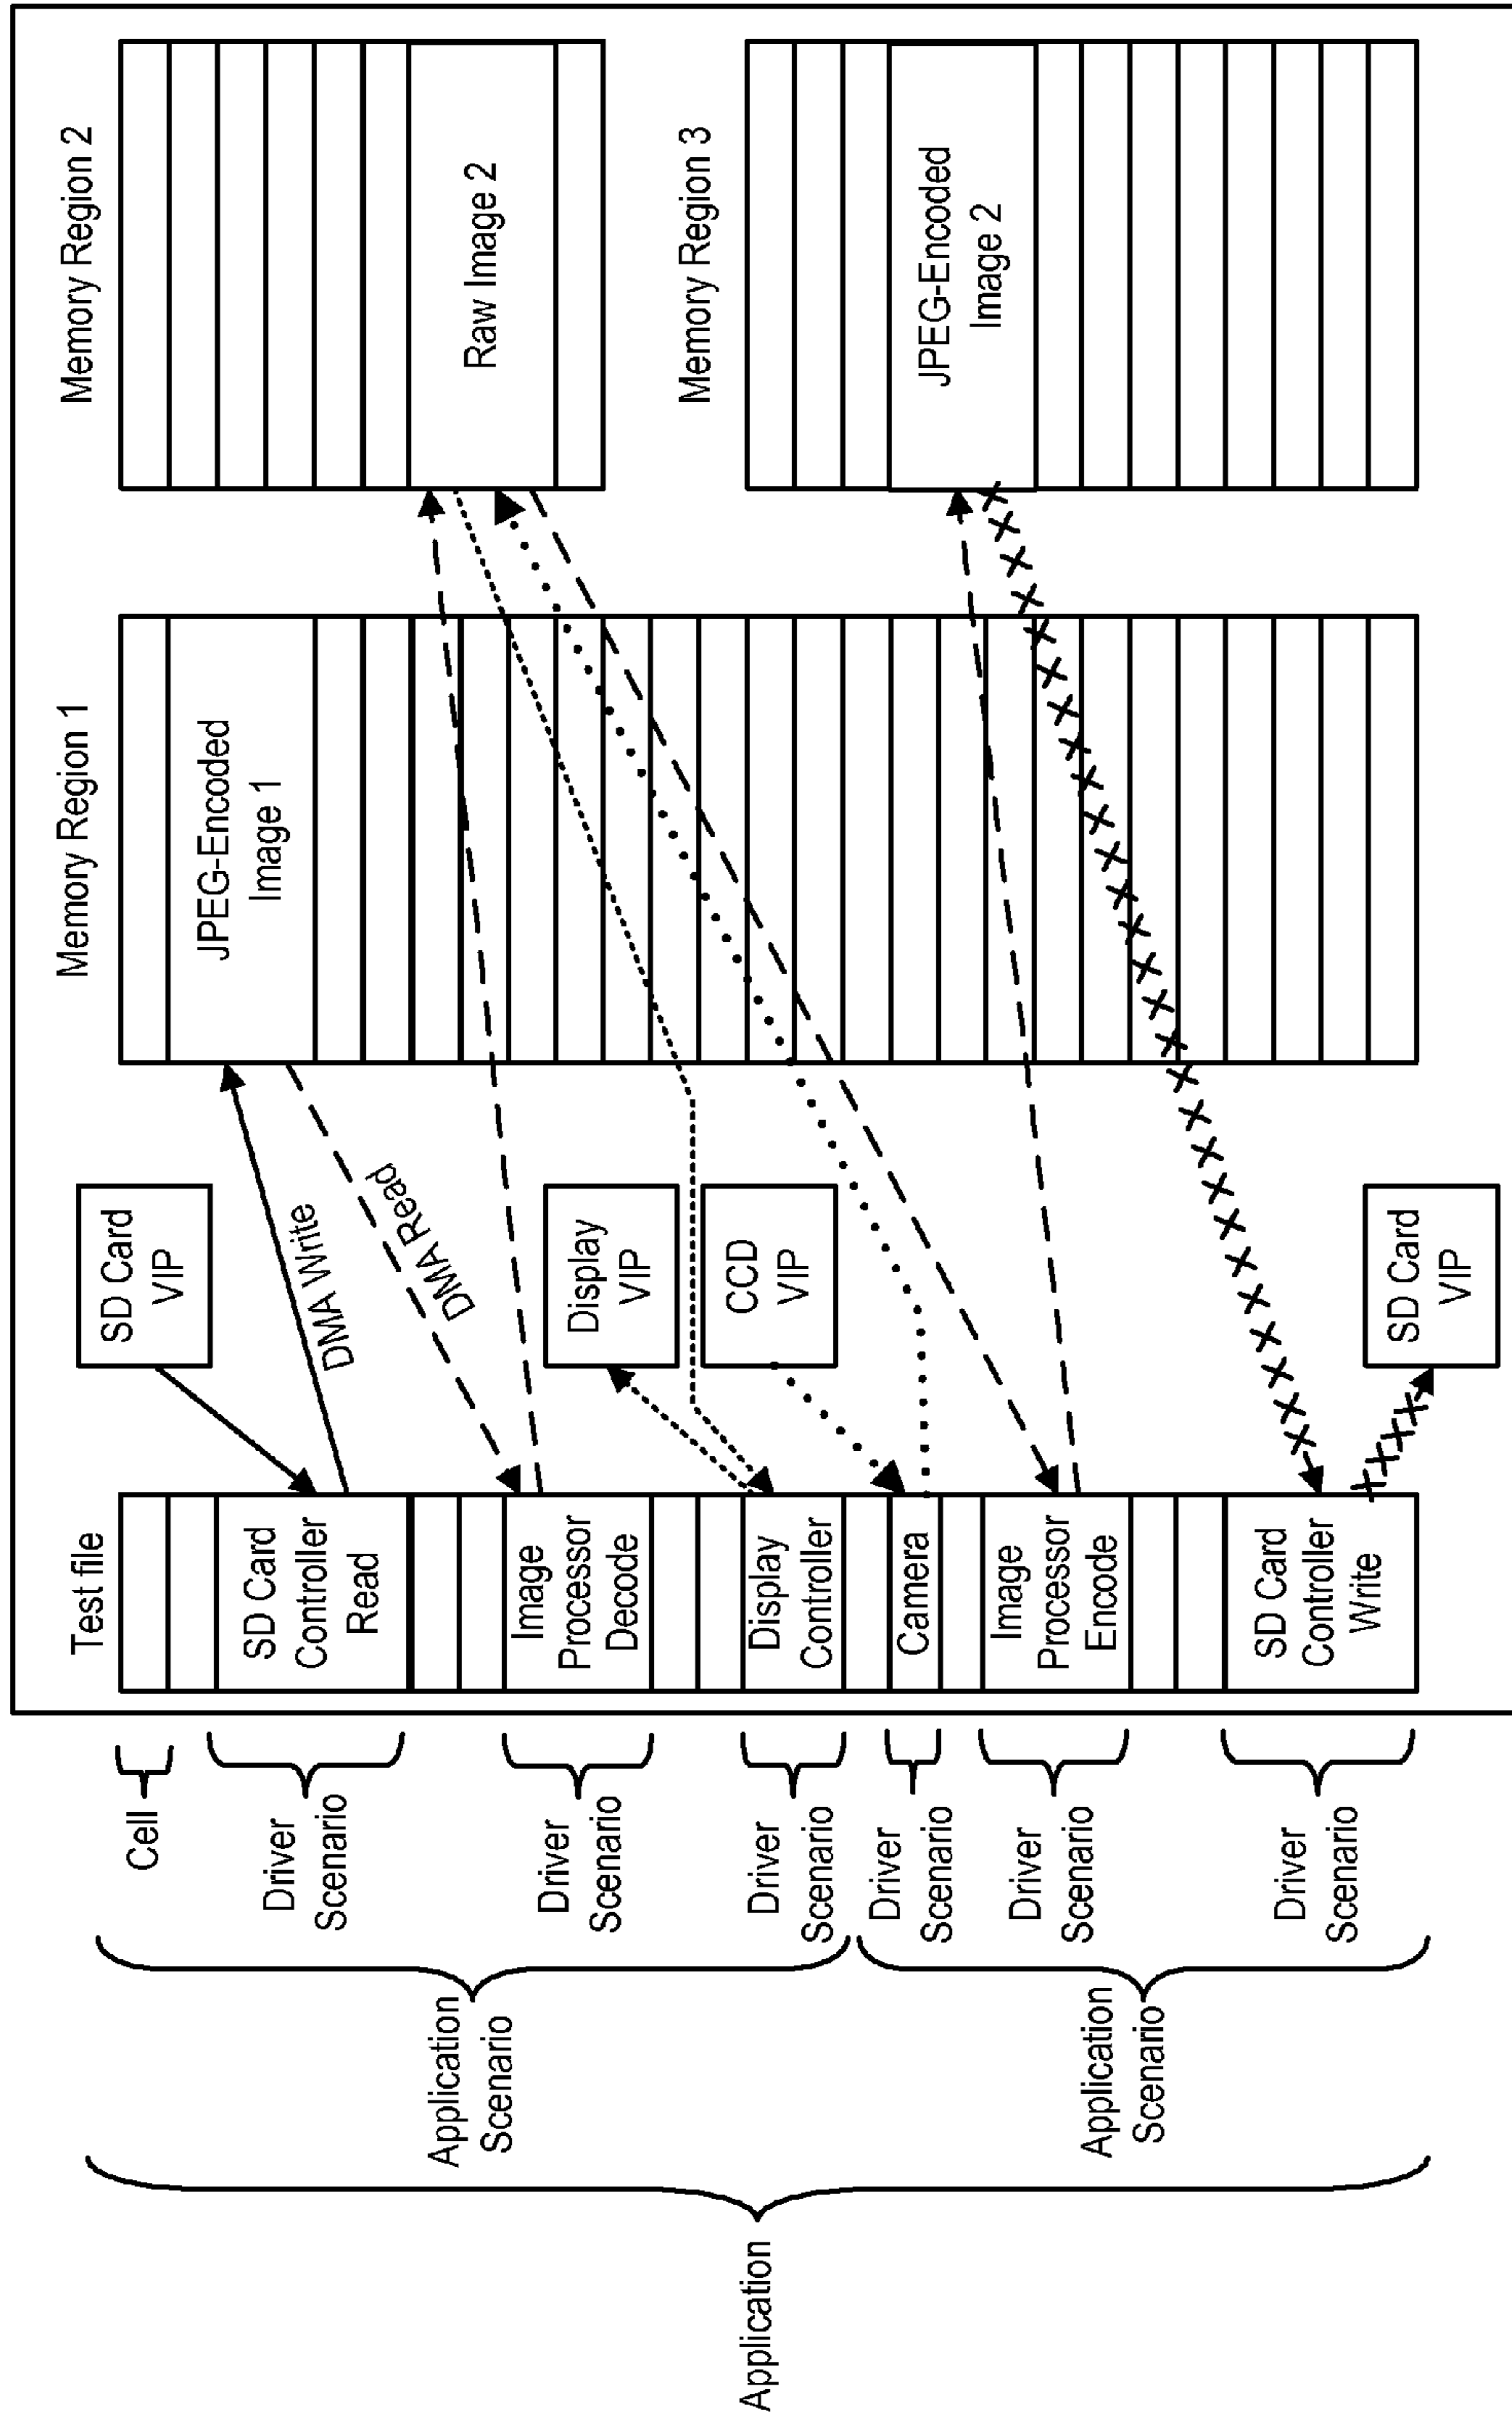 Application
Application
Scenario
Application
Scenario
Cell
Driver
Scenario
Driver
Scenario
Driver
Scenario
Driver
Scenario
Driver
Scenario
Driver
Scenario
Test file
SD Card
Controller
Read
Image
Processor
Decode
Display
Controller
Camera
Image
Processor
Encode
SD Card
Controller
Write
SD Card
VIP
DMA Write
DMA Read
Display
VIP
CCD
VIP
SD Card
VIP
Memory Region 1
JPEG-Encoded
Image 1
Memory Region 2
Raw Image 2
Memory Region 3
JPEG-Encoded
Image 2